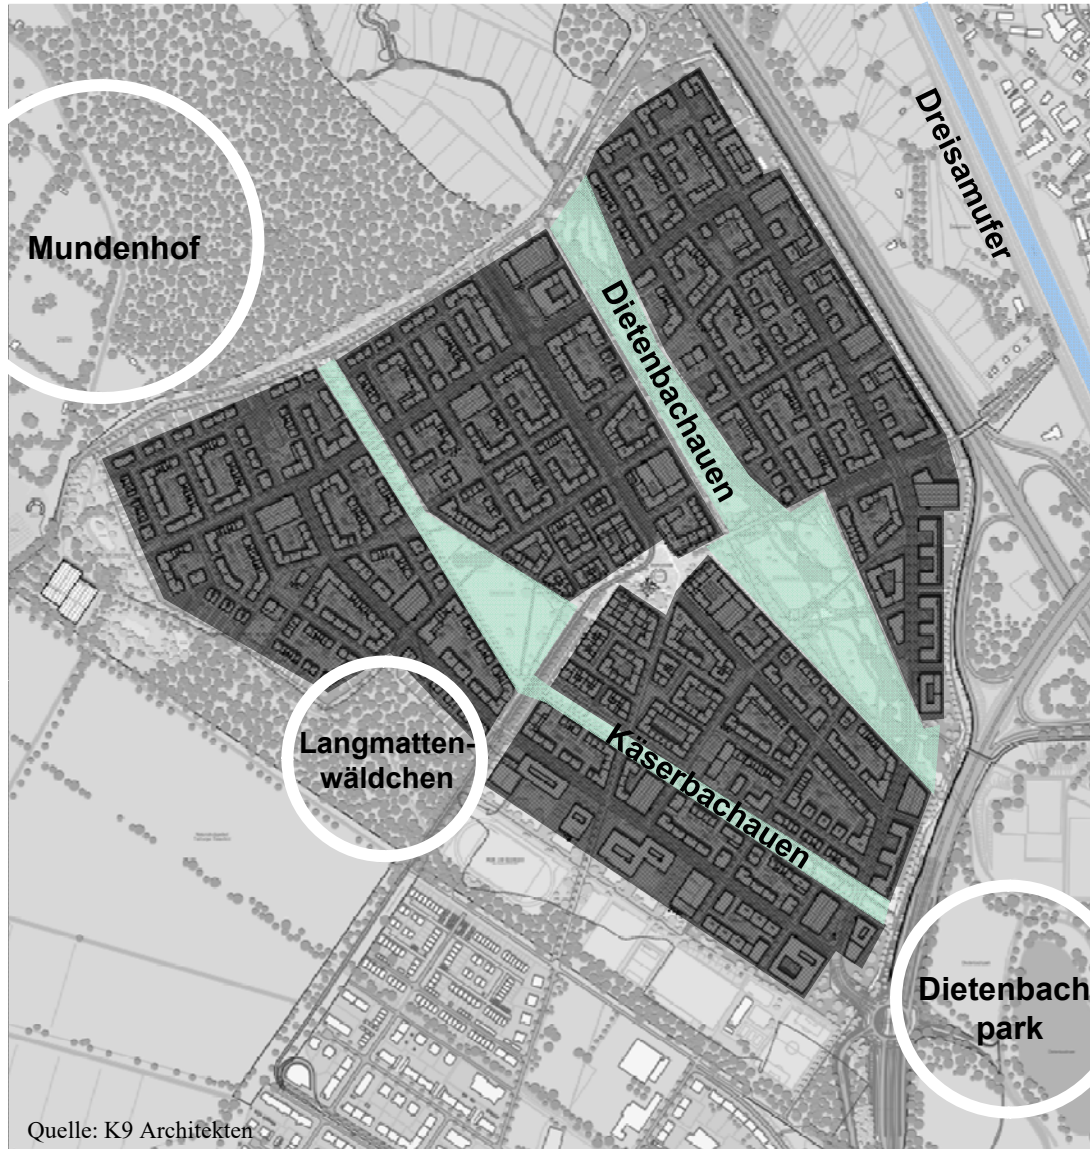 Dreisamufer
Mundenhof
Dietenbachauen
Langmatten-
wäldchen
Käserbachauen
Dietenbach
park
Quelle: K9 Architekten